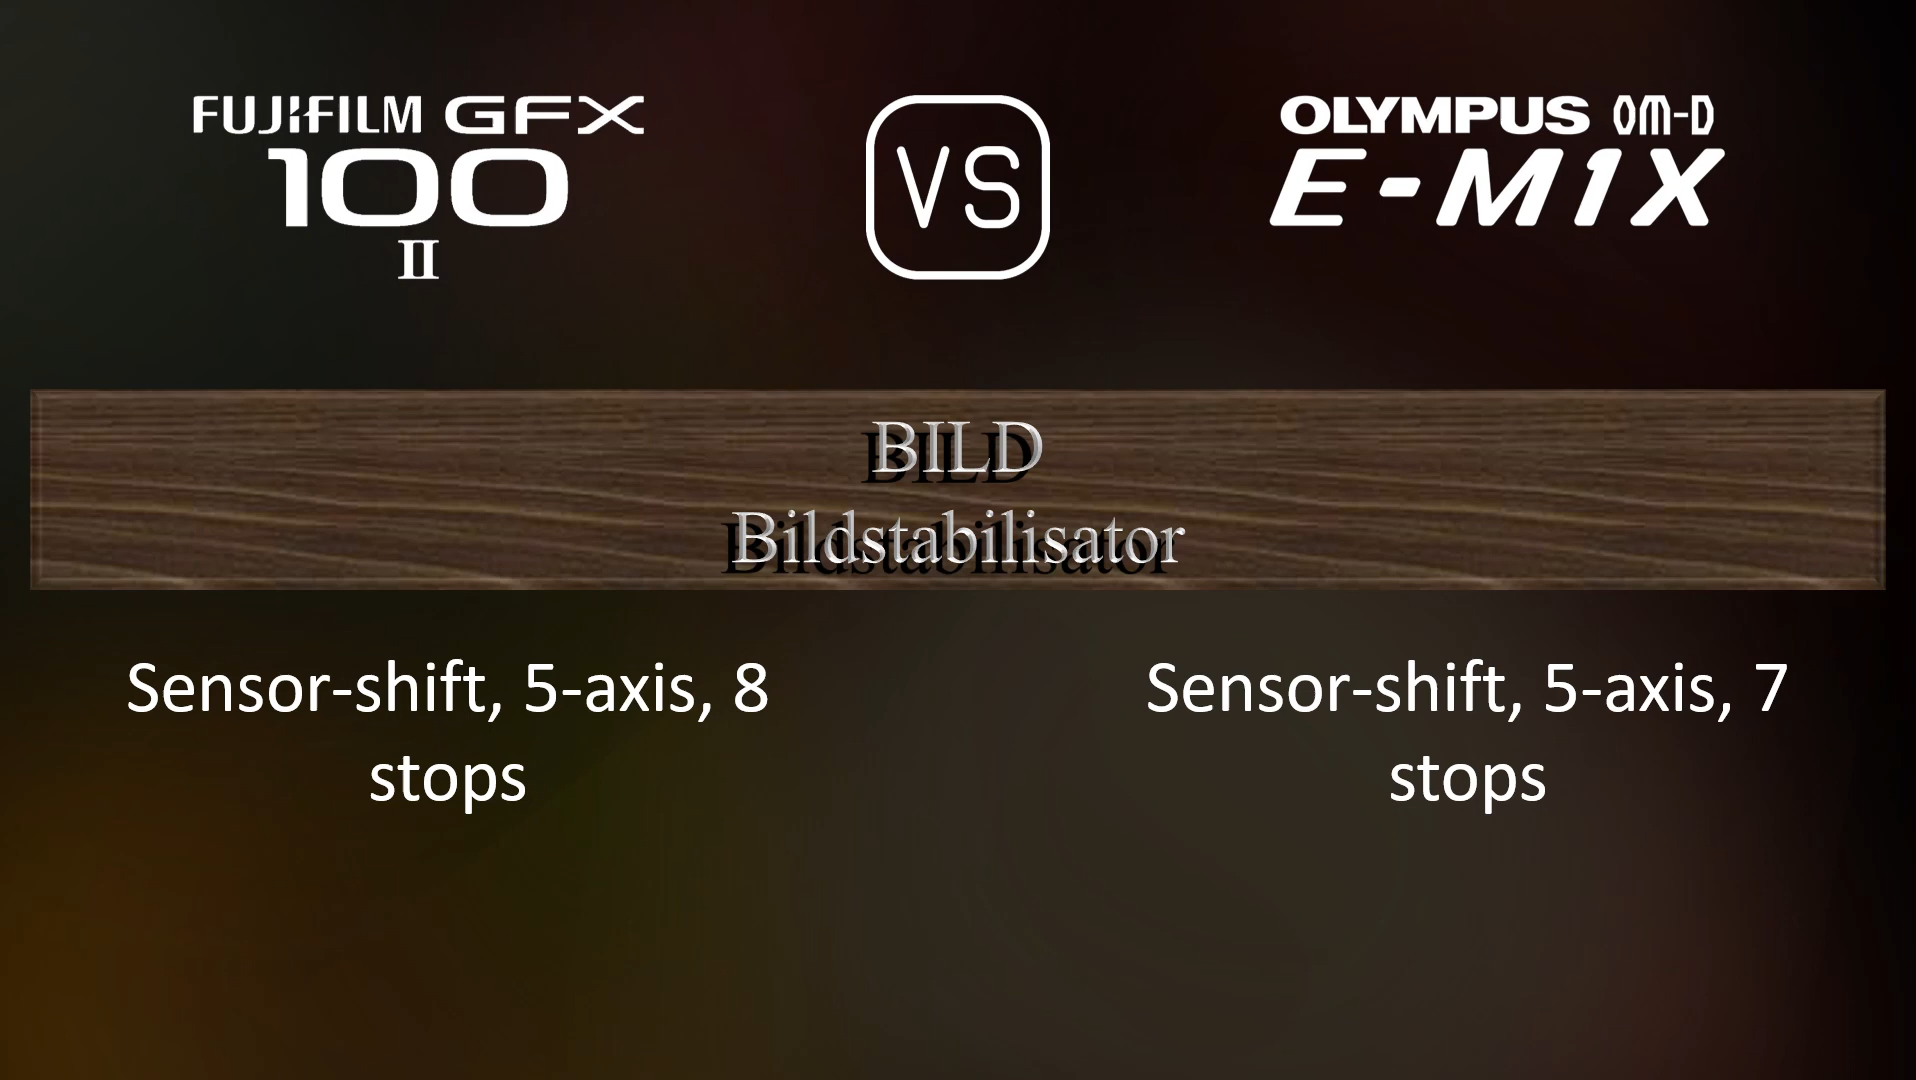 FUJIFILM GFX
100
II
VS
OLYMPUS OM-D
E-M1X
BILD
Bildstabilisator
Sensor-shift, 5-axis, 8
stops
Sensor-shift, 5-axis, 7
stops